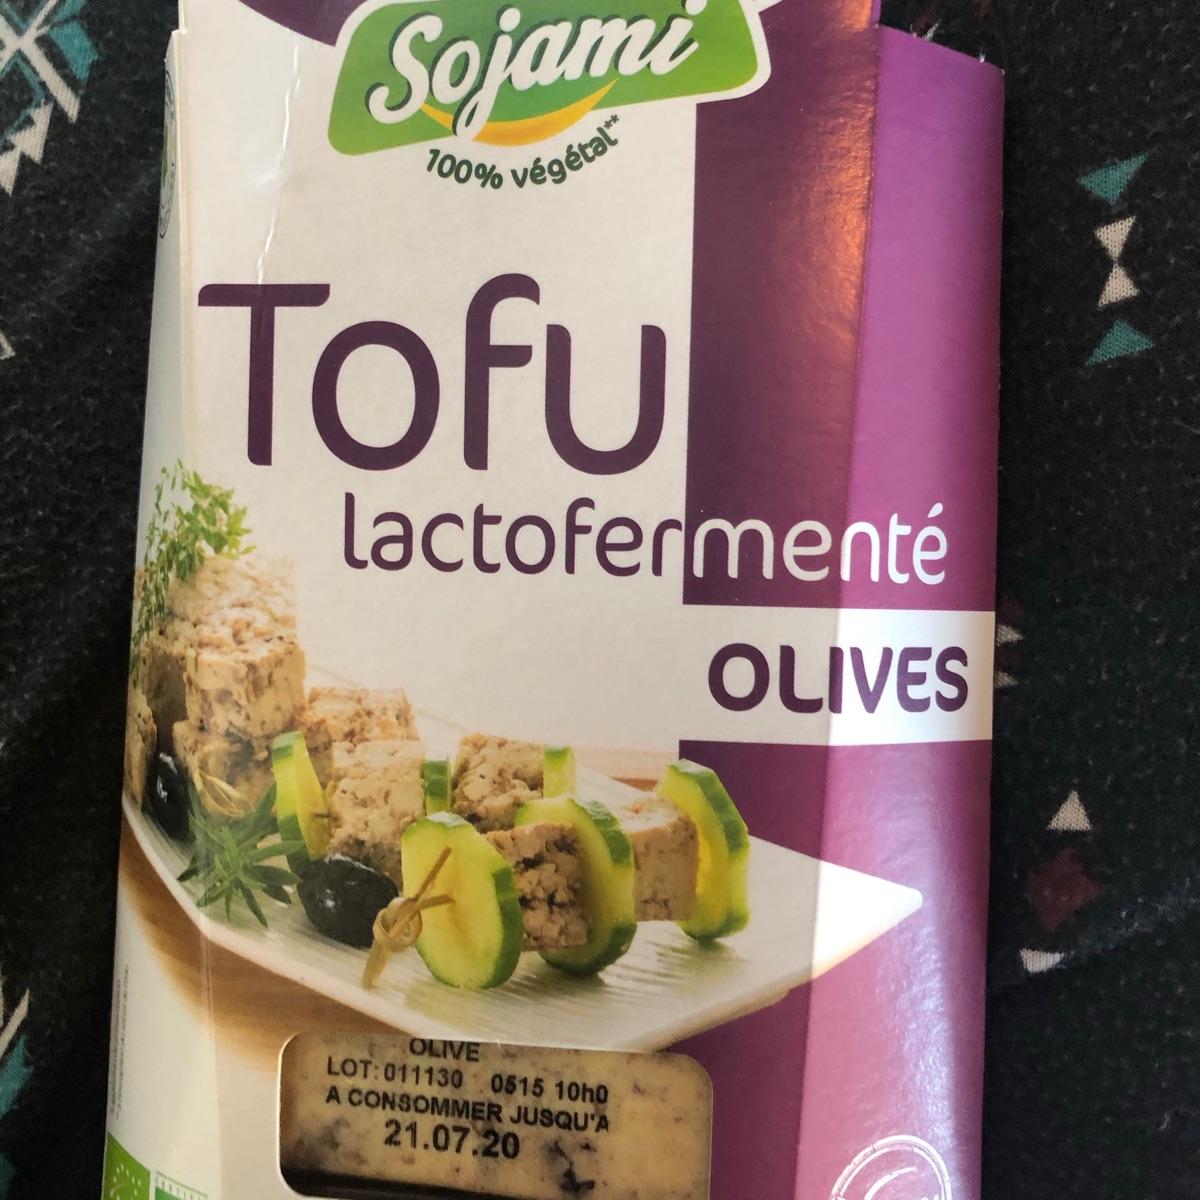 Sojami
100% végétal**
Tofu
lactofermenté
OLIVES
OLIVE
LOT:011130 0515 10h0
A CONSOMMER JUSQU'A
21.07.20